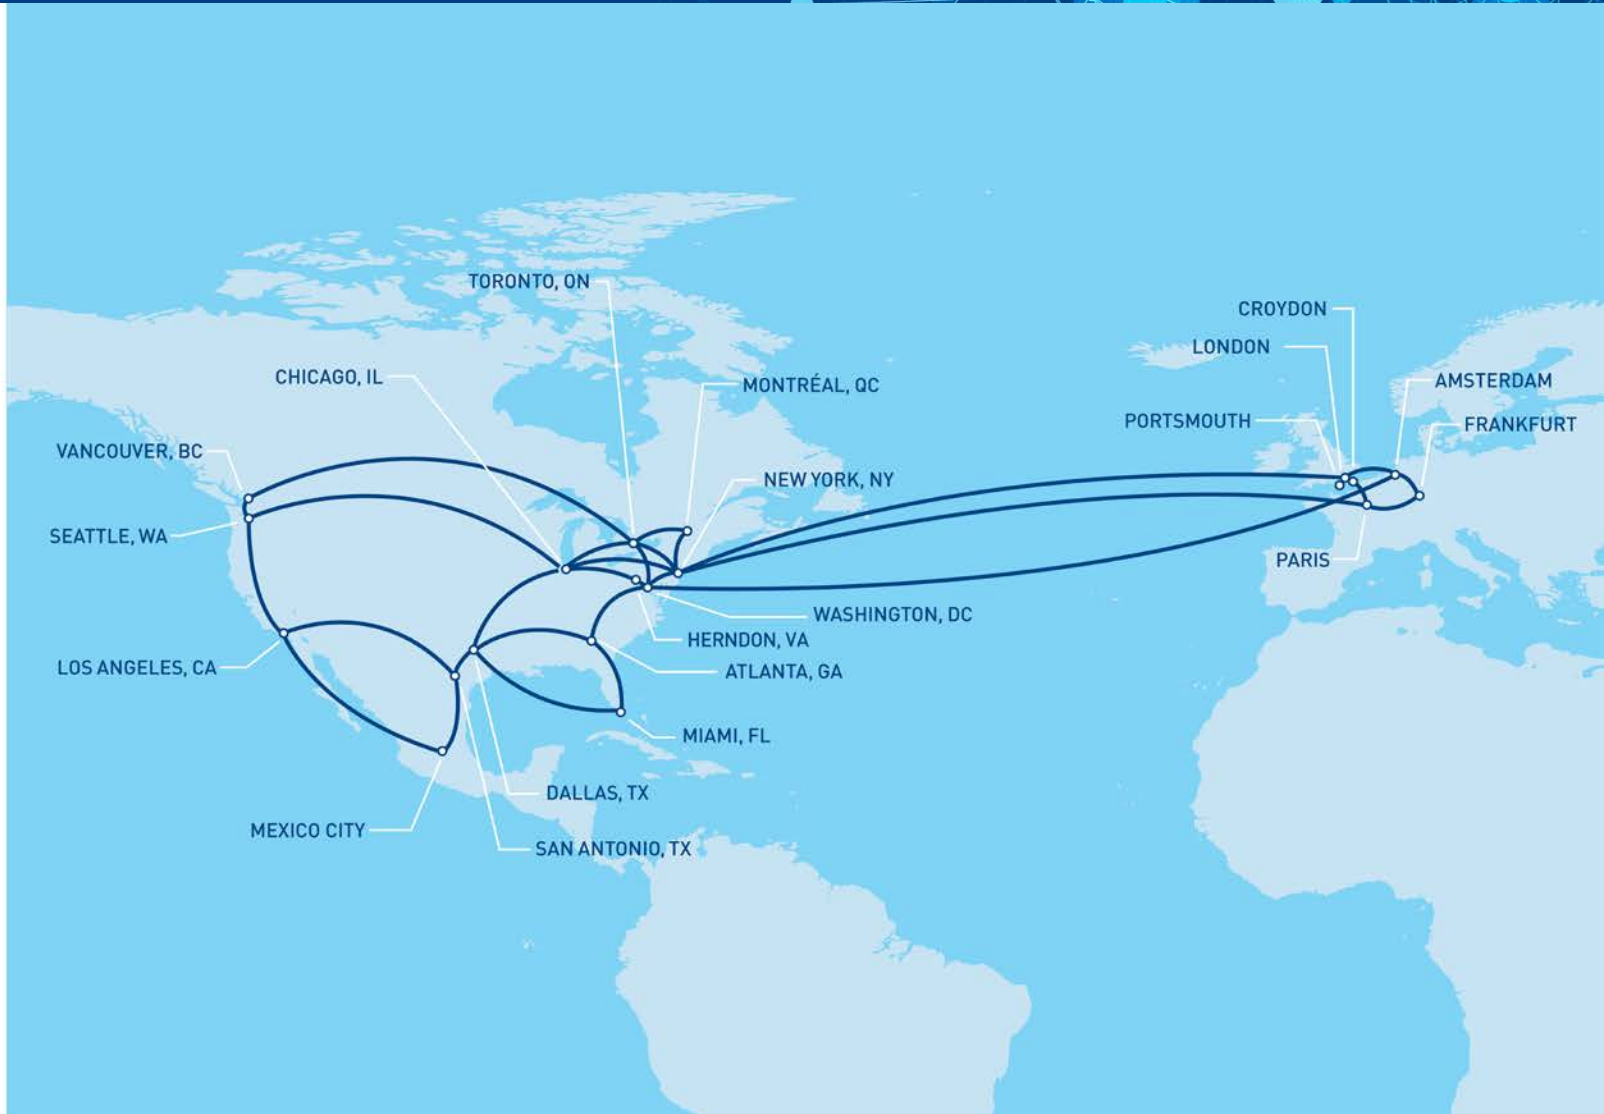 TORONTO, ON
CROYDON
LONDON
CHICAGO, IL
MONTRÉAL, QC
AMSTERDAM
PORTSMOUTH
FRANKFURT
VANCOUVER, BC
NEW YORK, NY
SEATTLE, WA
PARIS
WASHINGTON, DC
HERNDON, VA
LOS ANGELES, CA
ATLANTA, GA
MIAMI, FL
DALLAS, TX
MEXICO CITY
SAN ANTONIO, TX